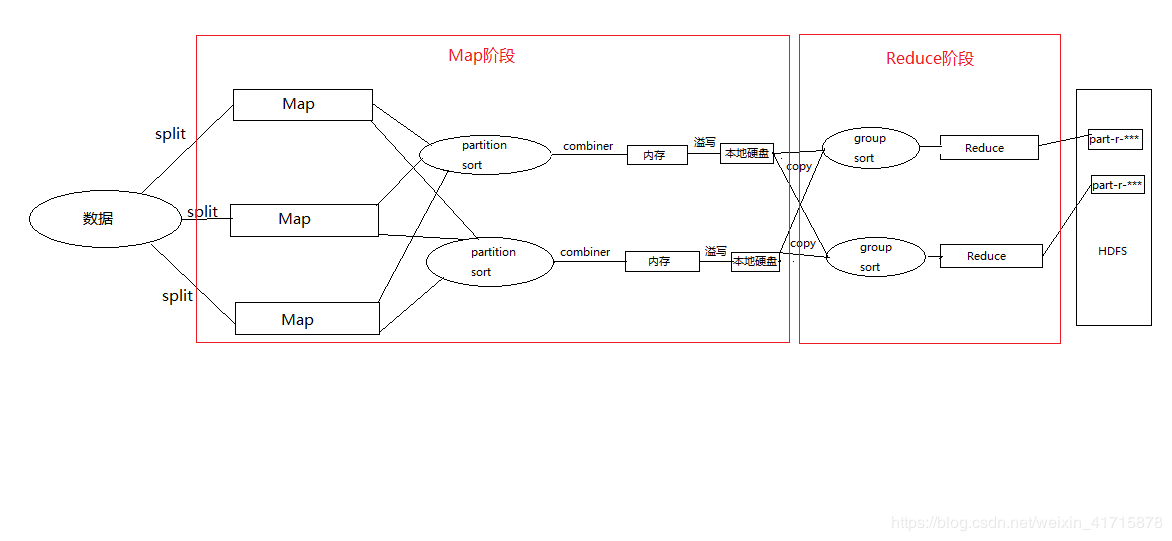 Map阶段
Reduce阶段
数据
split
split
split
Map
Map
Map
partition
sort
combiner
内存
溢写
本地硬盘
copy
partition
sort
combiner
内存
溢写
本地硬盘
copy
group
sort
Reduce
group
sort
Reduce
part-r-***
part-r-***
HDFS
https://blog.csdn.net/weixin_41715878